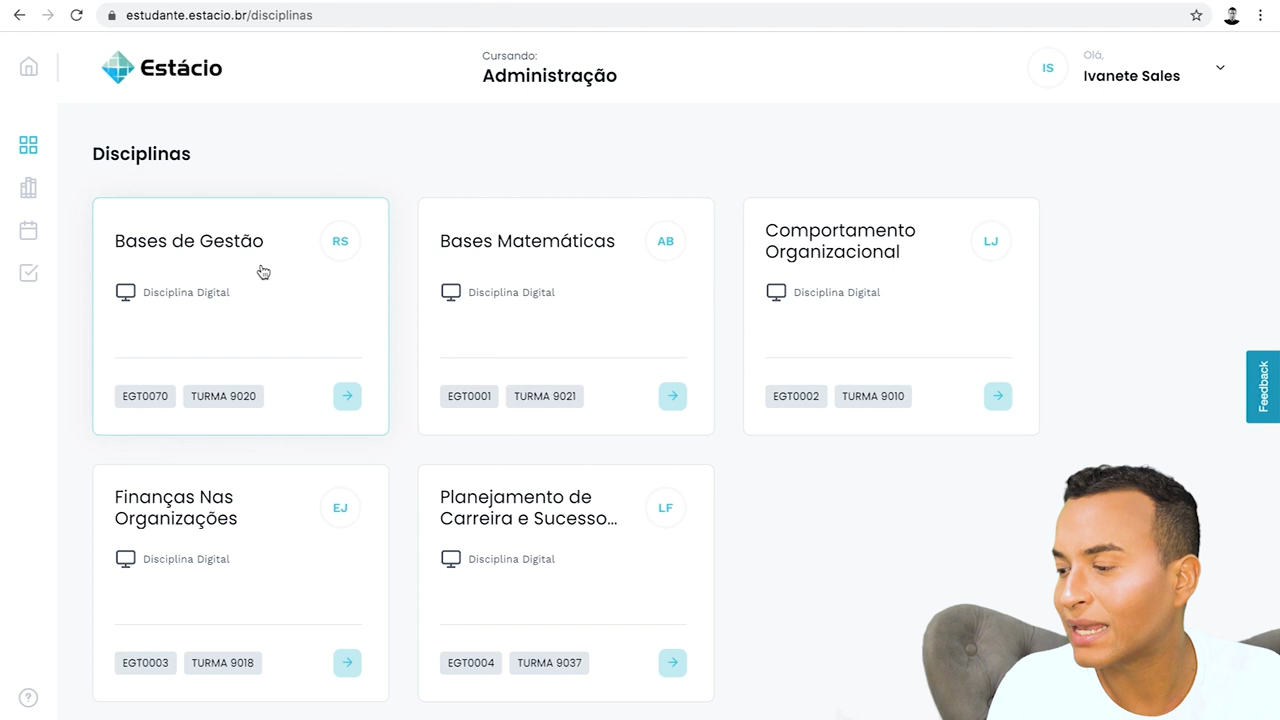 estudante.estacio.br/disciplinas
Estácio
Cursando:
Administração
IS
Olá,
Ivanete Sales
Disciplinas
Bases de Gestão
RS
Disciplina Digital
EGT0070
TURMA 9020
Bases Matemáticas
AB
Disciplina Digital
EGT0001
TURMA 9021
Comportamento
Organizacional
LJ
Disciplina Digital
EGT0002
TURMA 9010
Feedback
Finanças Nas
Organizações
EJ
Disciplina Digital
EGT0003
TURMA 9018
Planejamento de
Carreira e Sucesso...
LF
Disciplina Digital
EGT0004
TURMA 9037
?